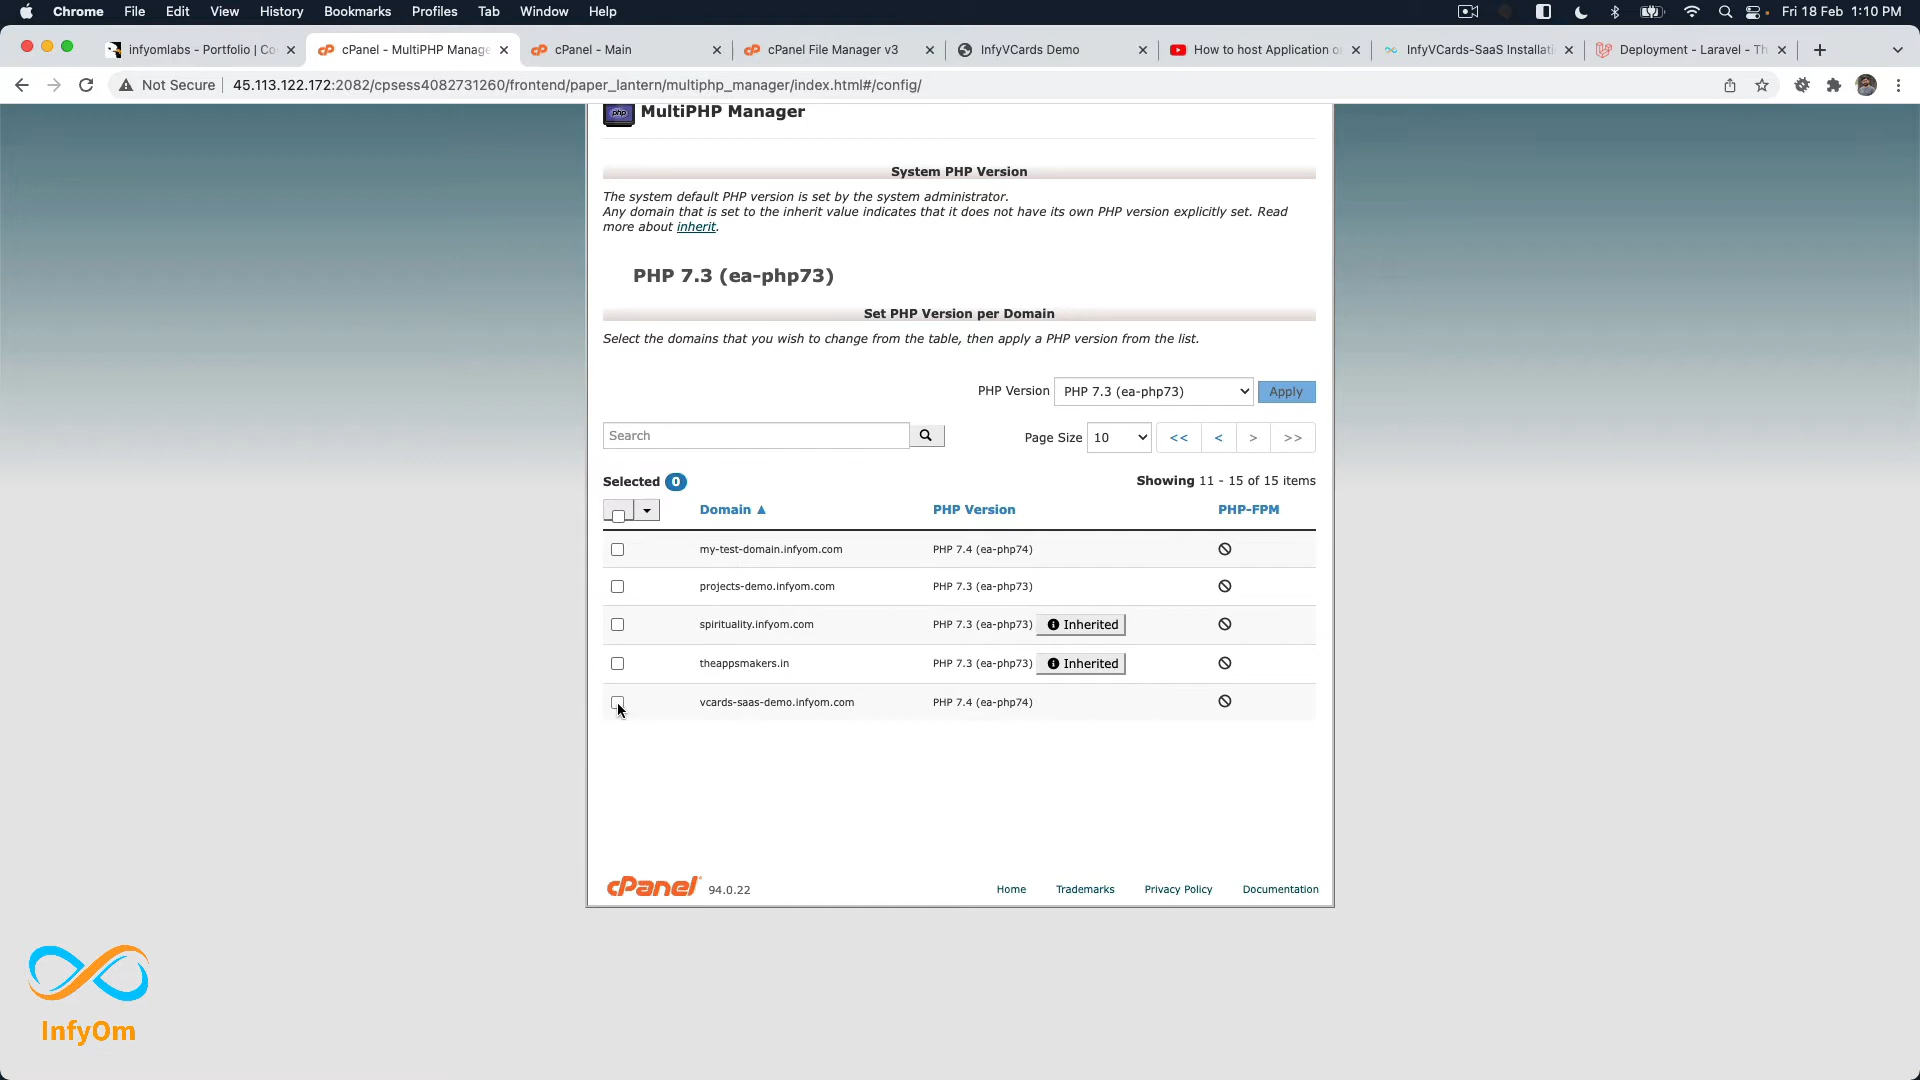 Chrome File Edit View History Bookmarks Profiles Tab Window Help Fri 18 Feb 1:10 PM
infyomlabs - Portfolio | Co cPanel - MultiPHP Manage cPanel - Main cPanel File Manager v3 InfyVCards Demo How to host Application o InfyVCards-SaaS Installati Deployment - Laravel - Th
Not Secure 45.113.122.172:2082/cpsess4082731260/frontend/paper_lantern/multiphp_manager/index.html#/config/
php MultiPHP Manager
System PHP Version
The system default PHP version is set by the system administrator.
Any domain that is set to the inherit value indicates that it does not have its own PHP version explicitly set. Read
more about inherit.
PHP 7.3 (ea-php73)
Set PHP Version per Domain
Select the domains that you wish to change from the table, then apply a PHP version from the list.
PHP Version PHP 7.3 (ea-php73) Apply
Search Page Size 10 << < > >>
Selected 0 Showing 11 - 15 of 15 items
Domain ▲ PHP Version PHP-FPM
my-test-domain.infyom.com PHP 7.4 (ea-php74)
projects-demo.infyom.com PHP 7.3 (ea-php73)
spirituality.infyom.com PHP 7.3 (ea-php73) Inherited
theappsmakers.in PHP 7.3 (ea-php73) Inherited
vcards-saas-demo.infyom.com PHP 7.4 (ea-php74)
cPanel 94.0.22 Home Trademarks Privacy Policy Documentation
InfyOm